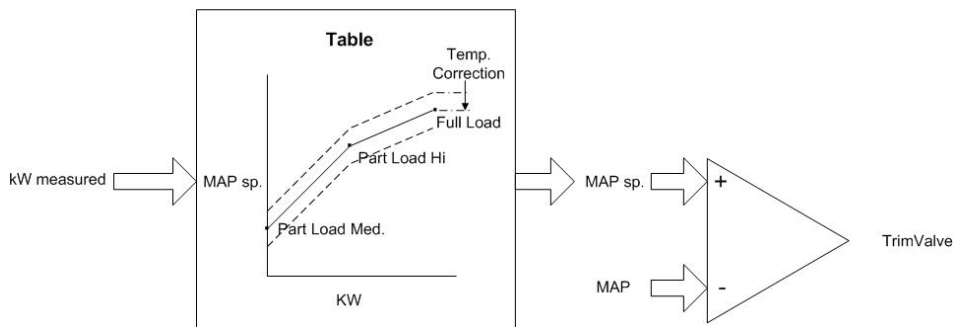 Table
Temp.
Correction
Full Load
Part Load Hi
kW measured
MAP sp.
Part Load Med.
KW
MAP sp.
+
TrimValve
MAP
-